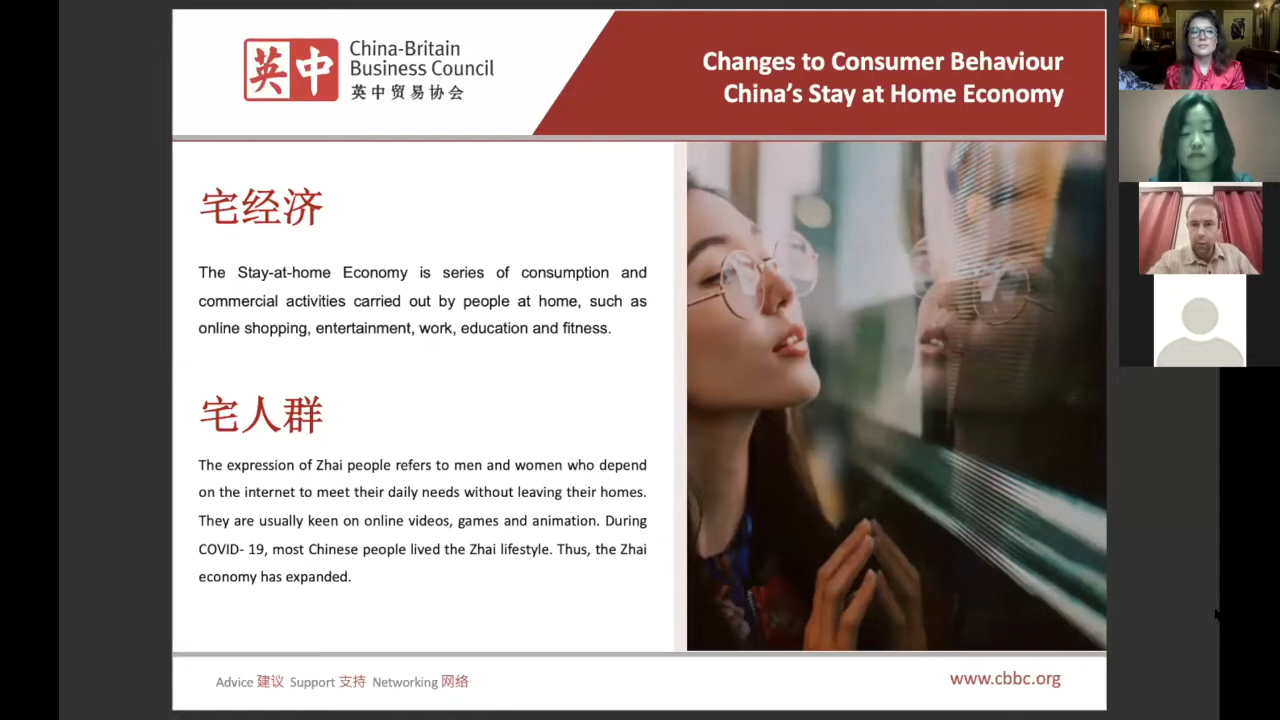 英中
China-Britain
Business Council
英中贸易协会
Changes to Consumer Behaviour
China's Stay at Home Economy
宅经济
The Stay-at-home Economy is series of consumption and
commercial activities carried out by people at home, such as
online shopping, entertainment, work, education and fitness.
宅人群
The expression of Zhai people refers to men and women who depend
on the internet to meet their daily needs without leaving their homes.
They are usually keen on online videos, games and animation. During
COVID- 19, most Chinese people lived the Zhai lifestyle. Thus, the Zhai
economy has expanded.
Advice 建议 Support 支持 Networking 网络
www.cbbc.org